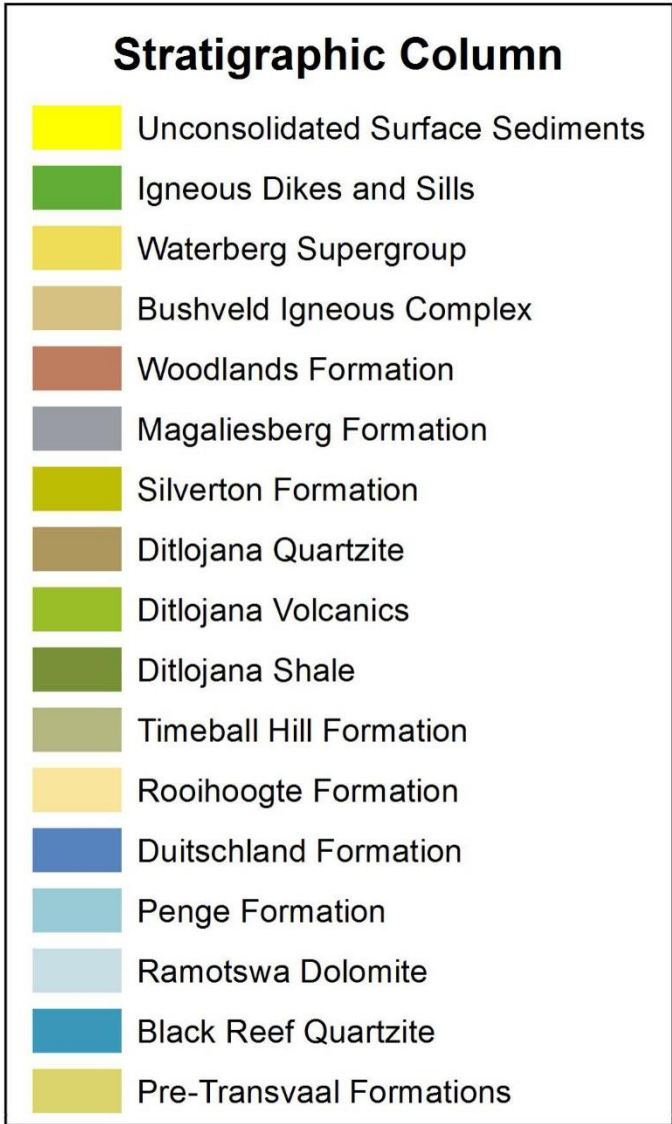 Stratigraphic Column
Unconsolidated Surface Sediments
Igneous Dikes and Sills
Waterberg Supergroup
Bushveld Igneous Complex
Woodlands Formation
Magaliesberg Formation
Silverton Formation
Ditlojana Quartzite
Ditlojana Volcanics
Ditlojana Shale
Timeball Hill Formation
Rooihoogte Formation
Duitschland Formation
Penge Formation
Ramotswa Dolomite
Black Reef Quartzite
Pre-Transvaal Formations